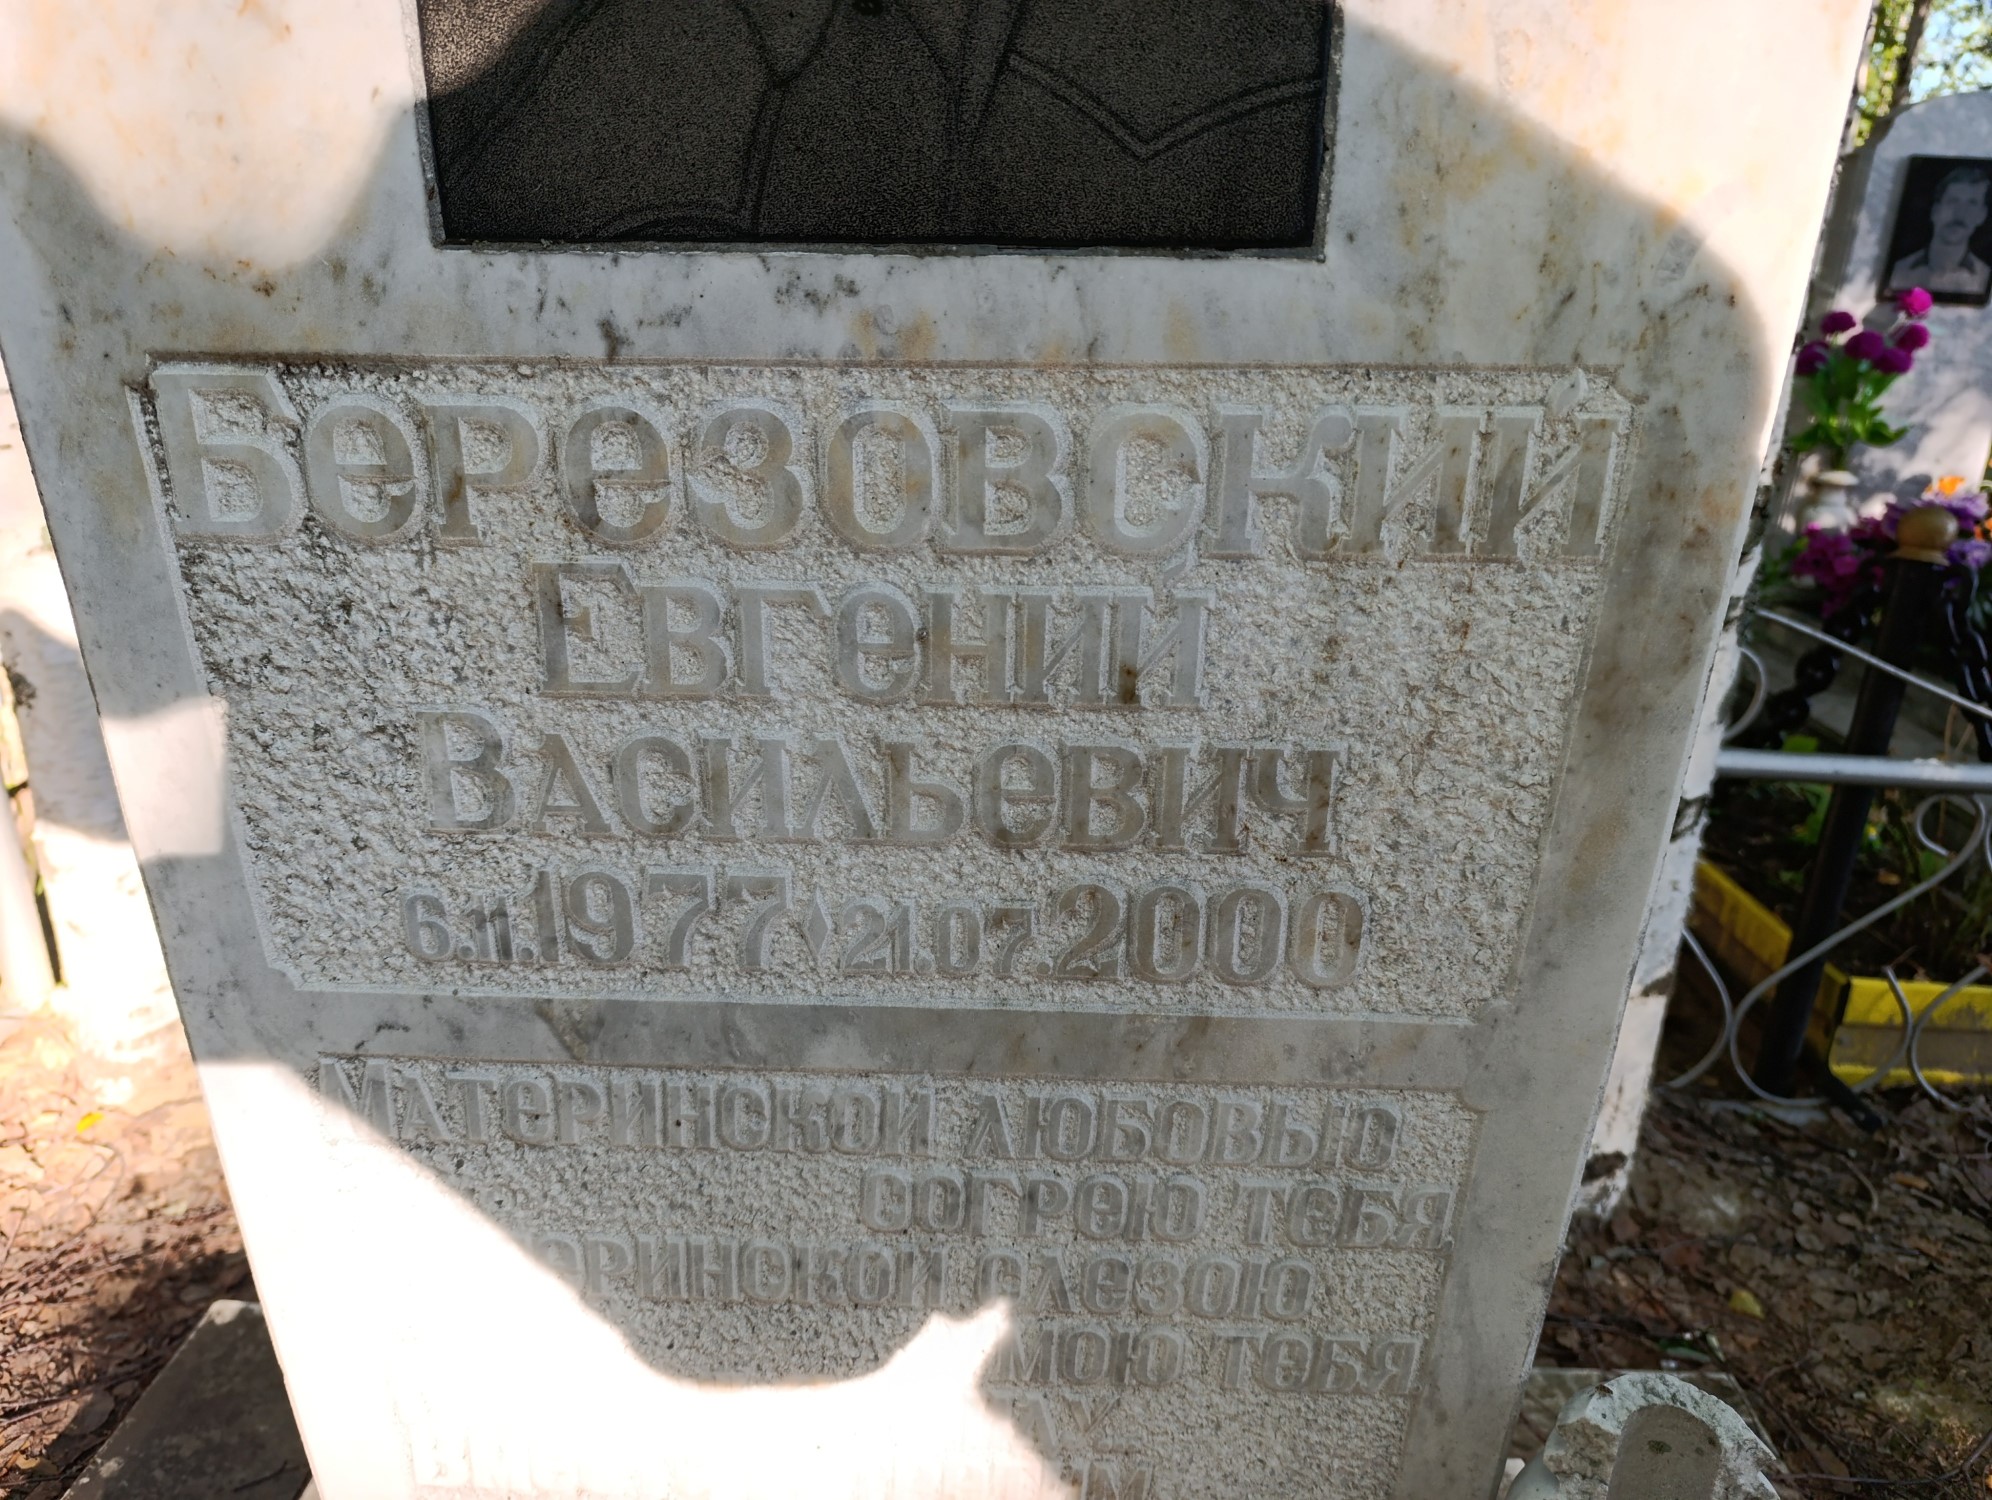 Березовский
Евгений
Васильевич
6.11.1977 21.07.2000
Материнской любовью
согрею тебя
ринской слезою
мою тебя